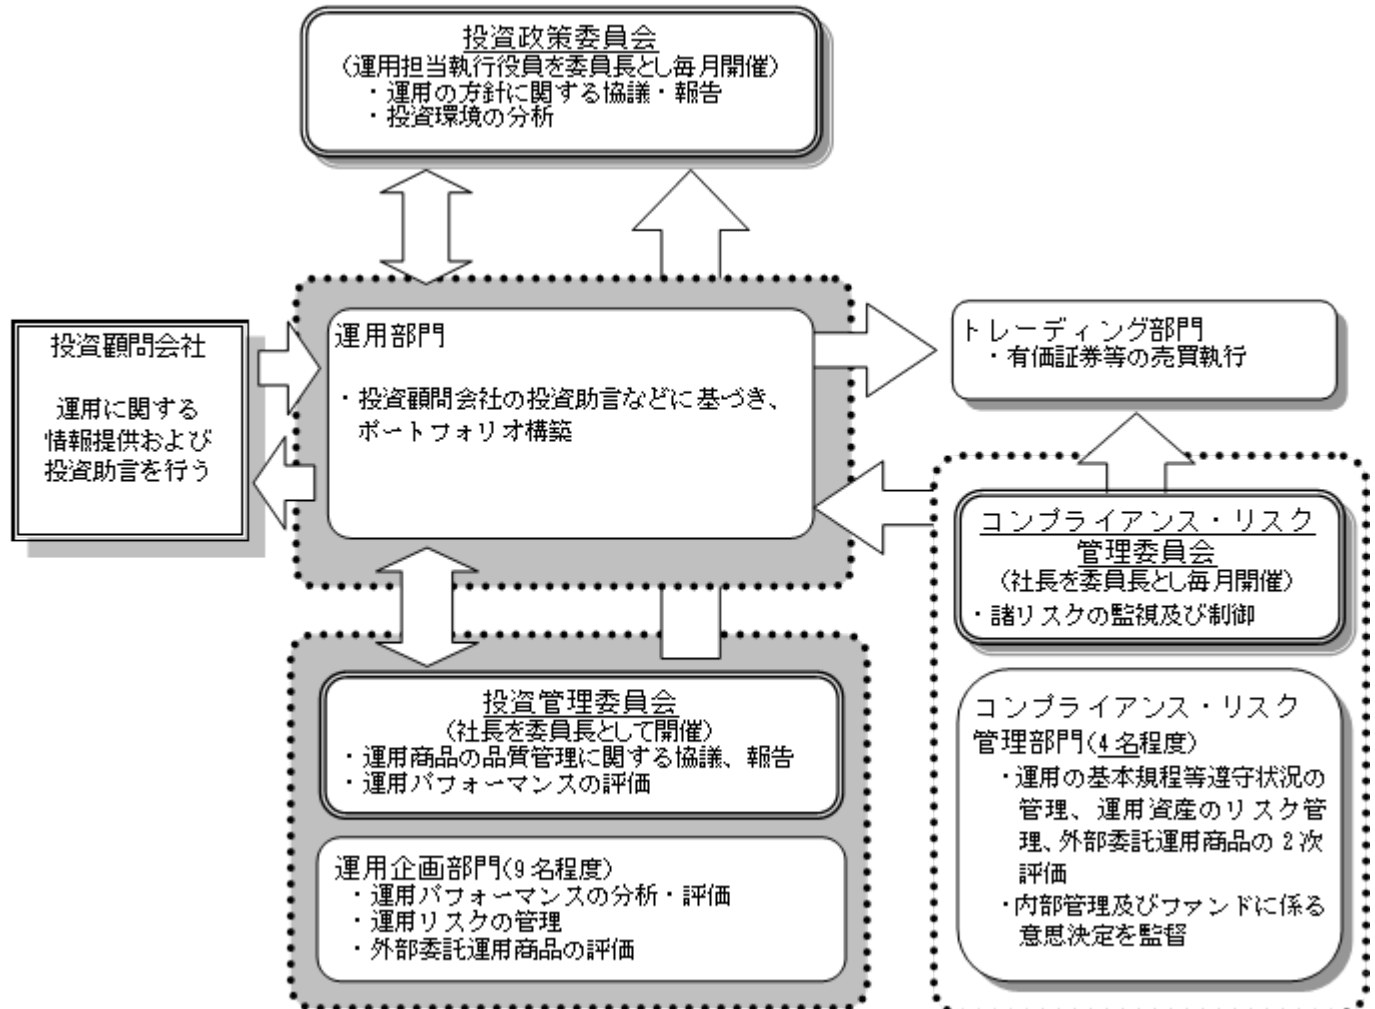 投資政策委員会
(運用担当執行役員を委員長とし毎月開催)
・運用の方針に関する協議・報告
・投資環境の分析
投資顧問会社
運用に関する
情報提供および
投資助言を行う
運用部門
・投資顧問会社の投資助言などに基づき、
ポートフォリオ構築
トレーディング部門
・有価証券等の売買執行
コンプライアンス・リスク
管理委員会
(社長を委員長とし毎月開催)
・諸リスクの監視及び制御
投資管理委員会
(社長を委員長として開催)
・運用商品の品質管理に関する協議、報告
・運用パフォーマンスの評価
運用企画部門(9名程度)
・運用パフォーマンスの分析・評価
・運用リスクの管理
・外部委託運用商品の評価
コンプライアンス・リスク
管理部門(4名程度)
・運用の基本規程等遵守状況の
管理、運用資産のリスク管
理、外部委託運用商品の2次
評価
・内部管理及びファンドに係る
意思決定を監督